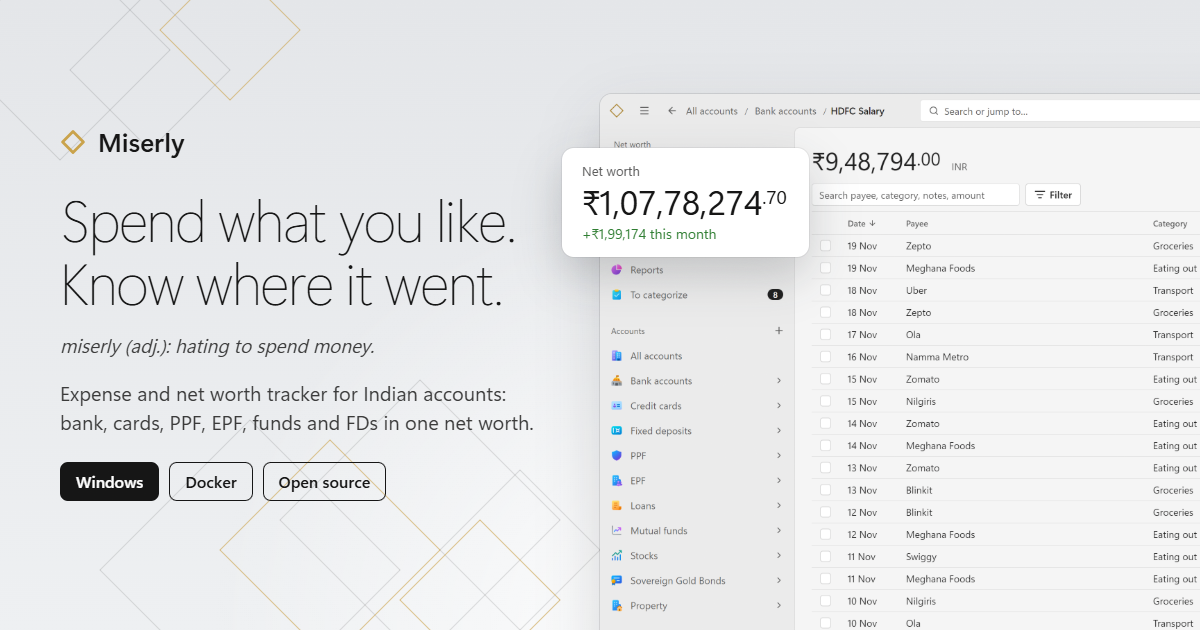 Miserly
Spend what you like.
Know where it went.
miserly (adj.): hating to spend money.
Expense and net worth tracker for Indian accounts:
bank, cards, PPF, EPF, funds and FDs in one net worth.
Windows
Docker
Open source
All accounts / Bank accounts / HDFC Salary
Search or jump to...
Net worth
Net worth
₹1,07,78,274.70
+₹1,99,174 this month
Reports
To categorize 8
Accounts +
All accounts
Bank accounts
Credit cards
Fixed deposits
PPF
EPF
Loans
Mutual funds
Stocks
Sovereign Gold Bonds
Property
₹9,48,794.00 INR
Search payee, category, notes, amount
Filter
Date ↓ Payee Category
19 Nov Zepto Groceries
19 Nov Meghana Foods Eating out
18 Nov Uber Transport
18 Nov Zepto Groceries
17 Nov Ola Transport
16 Nov Namma Metro Transport
15 Nov Zomato Eating out
15 Nov Nilgiris Groceries
14 Nov Zomato Eating out
14 Nov Meghana Foods Eating out
13 Nov Zomato Eating out
13 Nov Blinkit Groceries
12 Nov Blinkit Groceries
12 Nov Meghana Foods Eating out
11 Nov Swiggy Eating out
11 Nov Meghana Foods Eating out
10 Nov Nilgiris Groceries
10 Nov Ola Transport